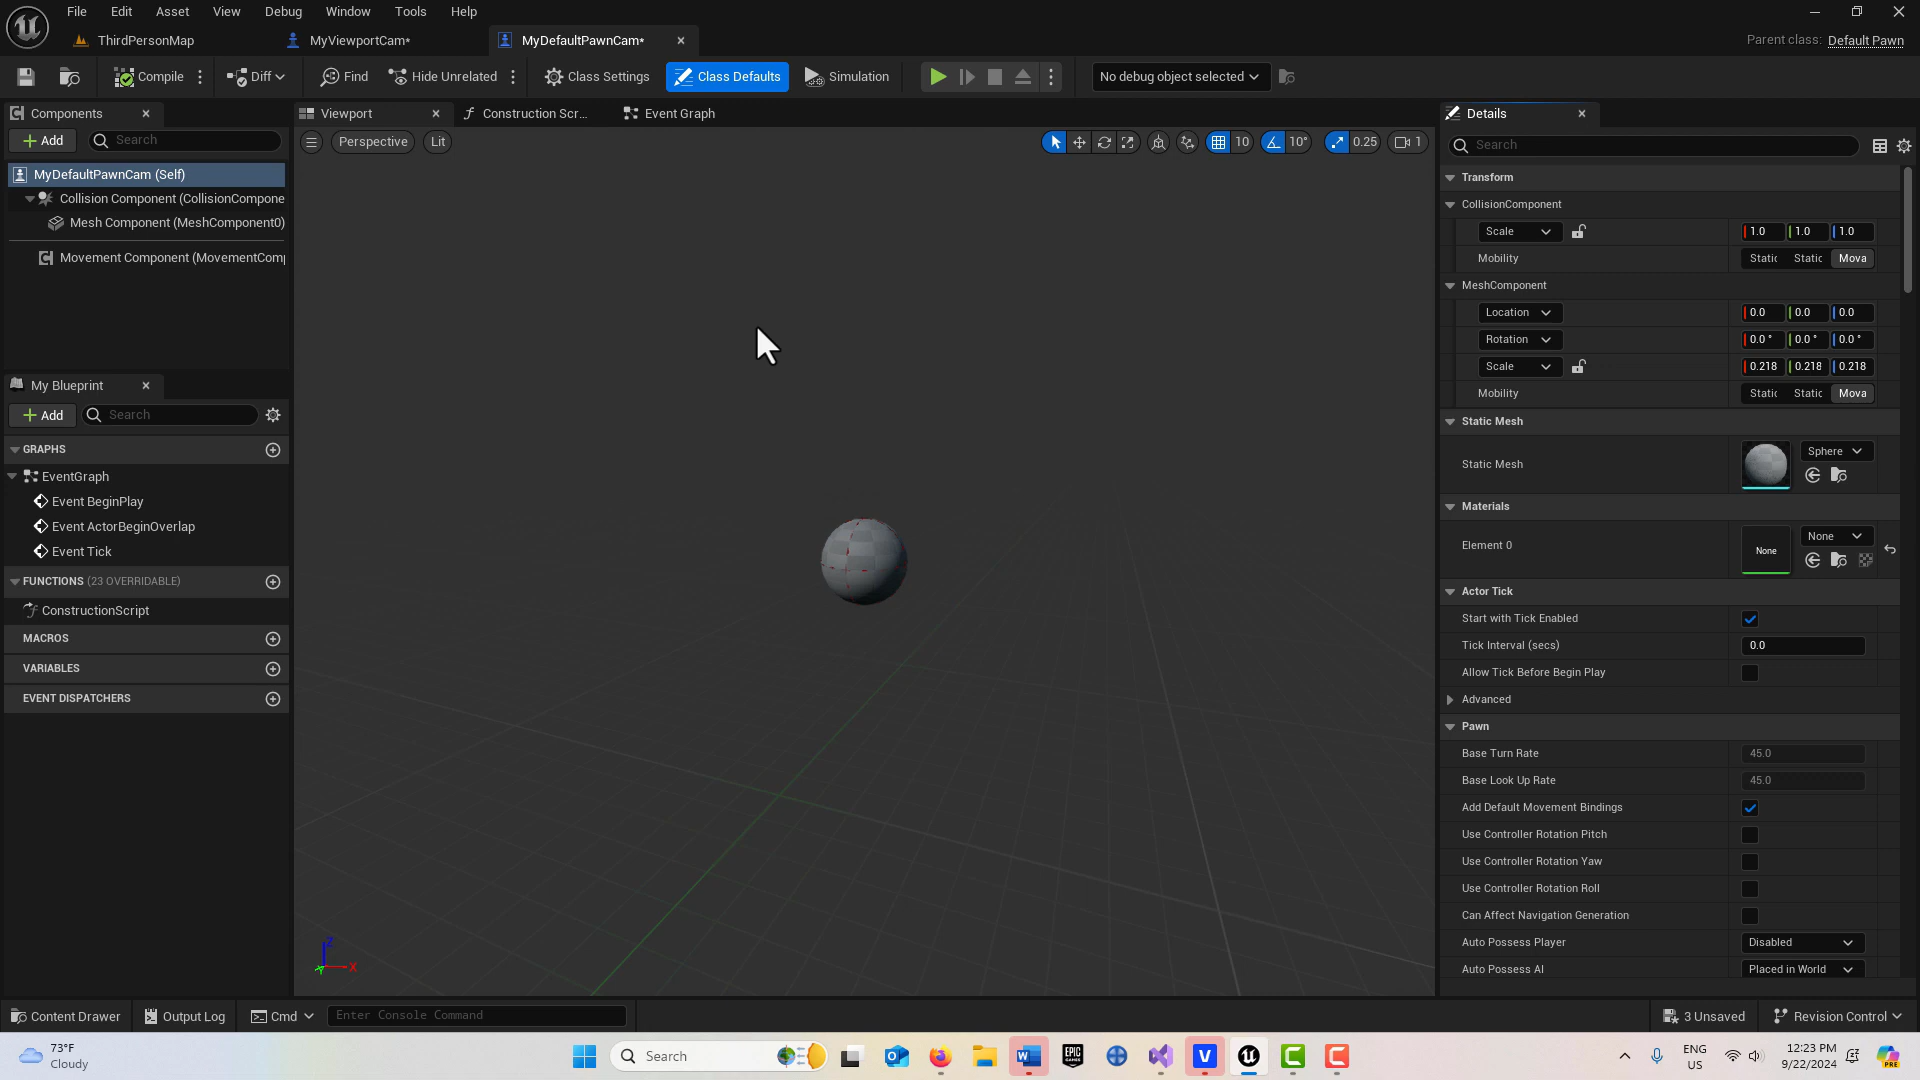 File Edit Asset View Window Debug Tools Help
ThirdPersonMap
MyViewportCam*
MyDefaultPawnCam*
Parent class: Default Pawn
Compile
Diff
Find
Hide Unrelated
Class Settings
Class Defaults
Simulation
No debug object selected
Components
Add
Search
MyDefaultPawnCam (Self)
Collision Component (CollisionCompone
Mesh Component (MeshComponent0)
Movement Component (MovementComp
My Blueprint
Add
Search
GRAPHS
EventGraph
Event BeginPlay
Event ActorBeginOverlap
Event Tick
FUNCTIONS (23 OVERRIDABLE)
ConstructionScript
MACROS
VARIABLES
EVENT DISPATCHERS
Viewport
Construction Scr...
Event Graph
Perspective
Lit
10
10°
0.25
1
Z
X
Y
Details
Search
Transform
CollisionComponent
Scale 1.0 1.0 1.0
Mobility Static Static Mova
MeshComponent
Location 0.0 0.0 0.0
Rotation 0.0 ° 0.0 ° 0.0 °
Scale 0.218 0.218 0.218
Mobility Static Static Mova
Static Mesh
Static Mesh Sphere
Materials
Element 0 None None
Actor Tick
Start with Tick Enabled
Tick Interval (secs) 0.0
Allow Tick Before Begin Play
Advanced
Pawn
Base Turn Rate 45.0
Base Look Up Rate 45.0
Add Default Movement Bindings
Use Controller Rotation Pitch
Use Controller Rotation Yaw
Use Controller Rotation Roll
Can Affect Navigation Generation
Auto Possess Player Disabled
Auto Possess AI Placed in World
Content Drawer
Output Log
Cmd
Enter Console Command
3 Unsaved
Revision Control
73°F
Cloudy
Search
EPIC
GAMES
ENG
US
12:23 PM
9/22/2024
PRE